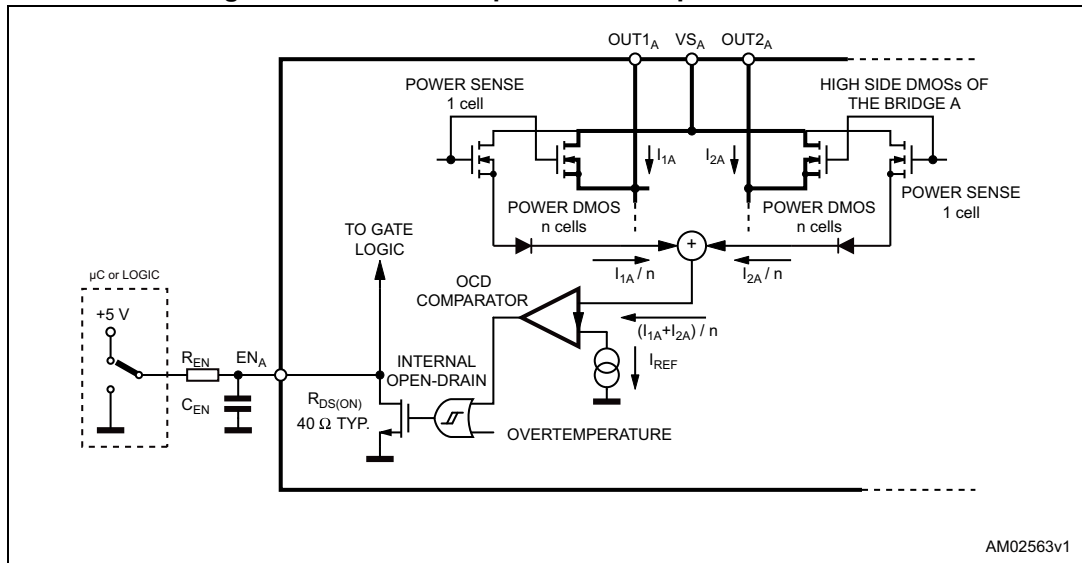 OUT1A VSA OUT2A
POWER SENSE
1 cell
HIGH SIDE DMOSs OF
THE BRIDGE A
I1A
I2A
POWER SENSE
1 cell
POWER DMOS
n cells
POWER DMOS
n cells
TO GATE
LOGIC
+
I1A / n
I2A / n
µC or LOGIC
OCD
COMPARATOR
+5 V
(I1A+I2A) / n
REN
ENA
INTERNAL
OPEN-DRAIN
IREF
CEN
RDS(ON)
40 Ω TYP.
OVERTEMPERATURE
AM02563v1